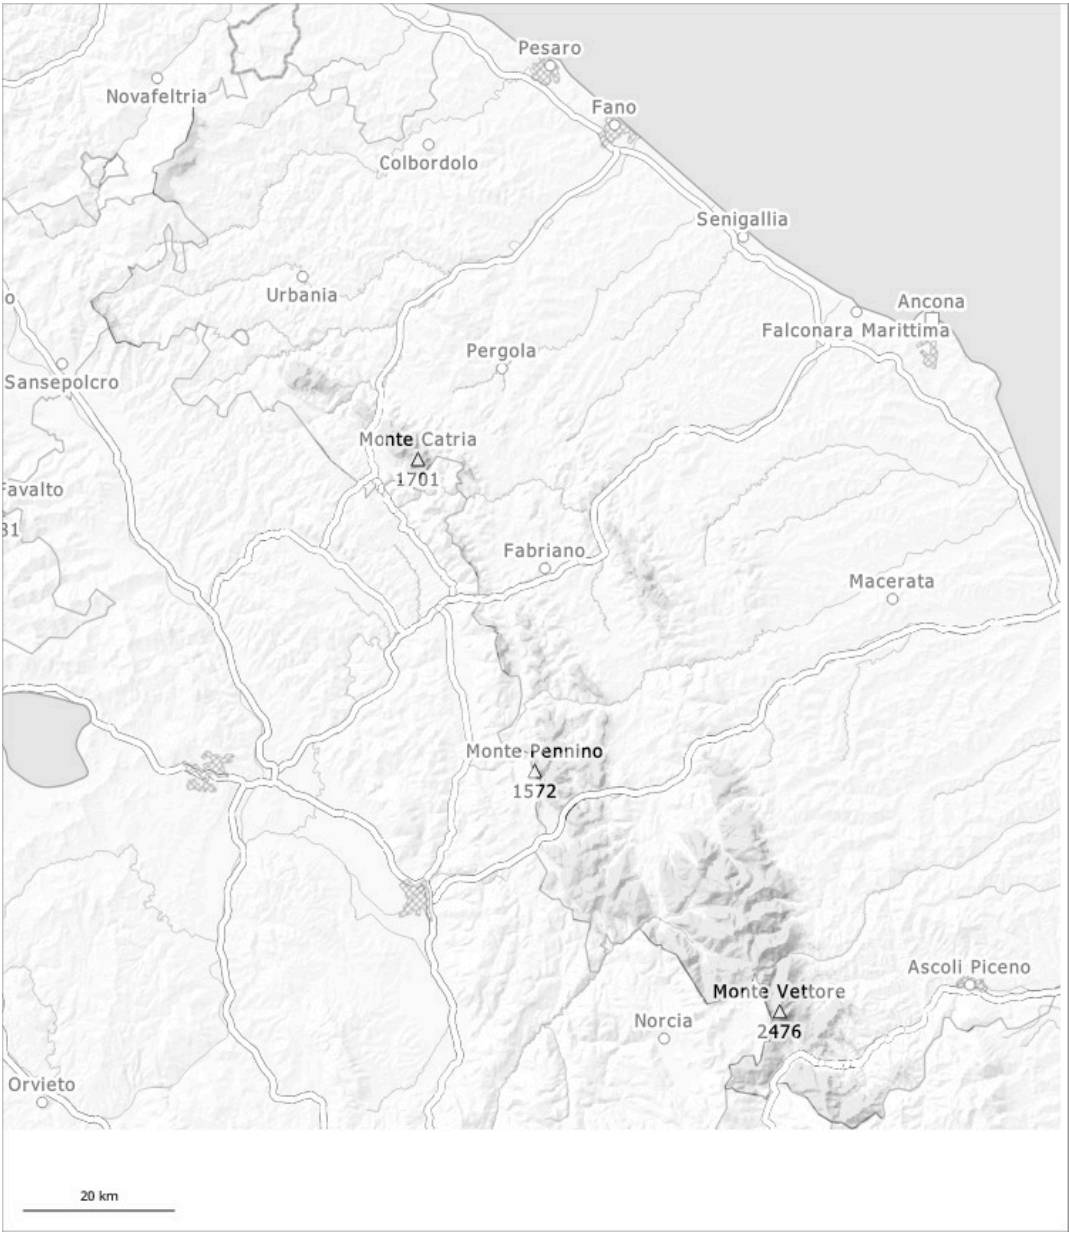 Pesaro
Novafeltria
Fano
Colbordolo
Senigallia
Urbania
o
Ancona
Falconara Marittima
Pergola
Sansepolcro
Monte Catria
1701
Favalto
31
Fabriano
Macerata
Monte Pennino
1572
Ascoli Piceno
Monte Vettore
2476
Norcia
Orvieto
20 km